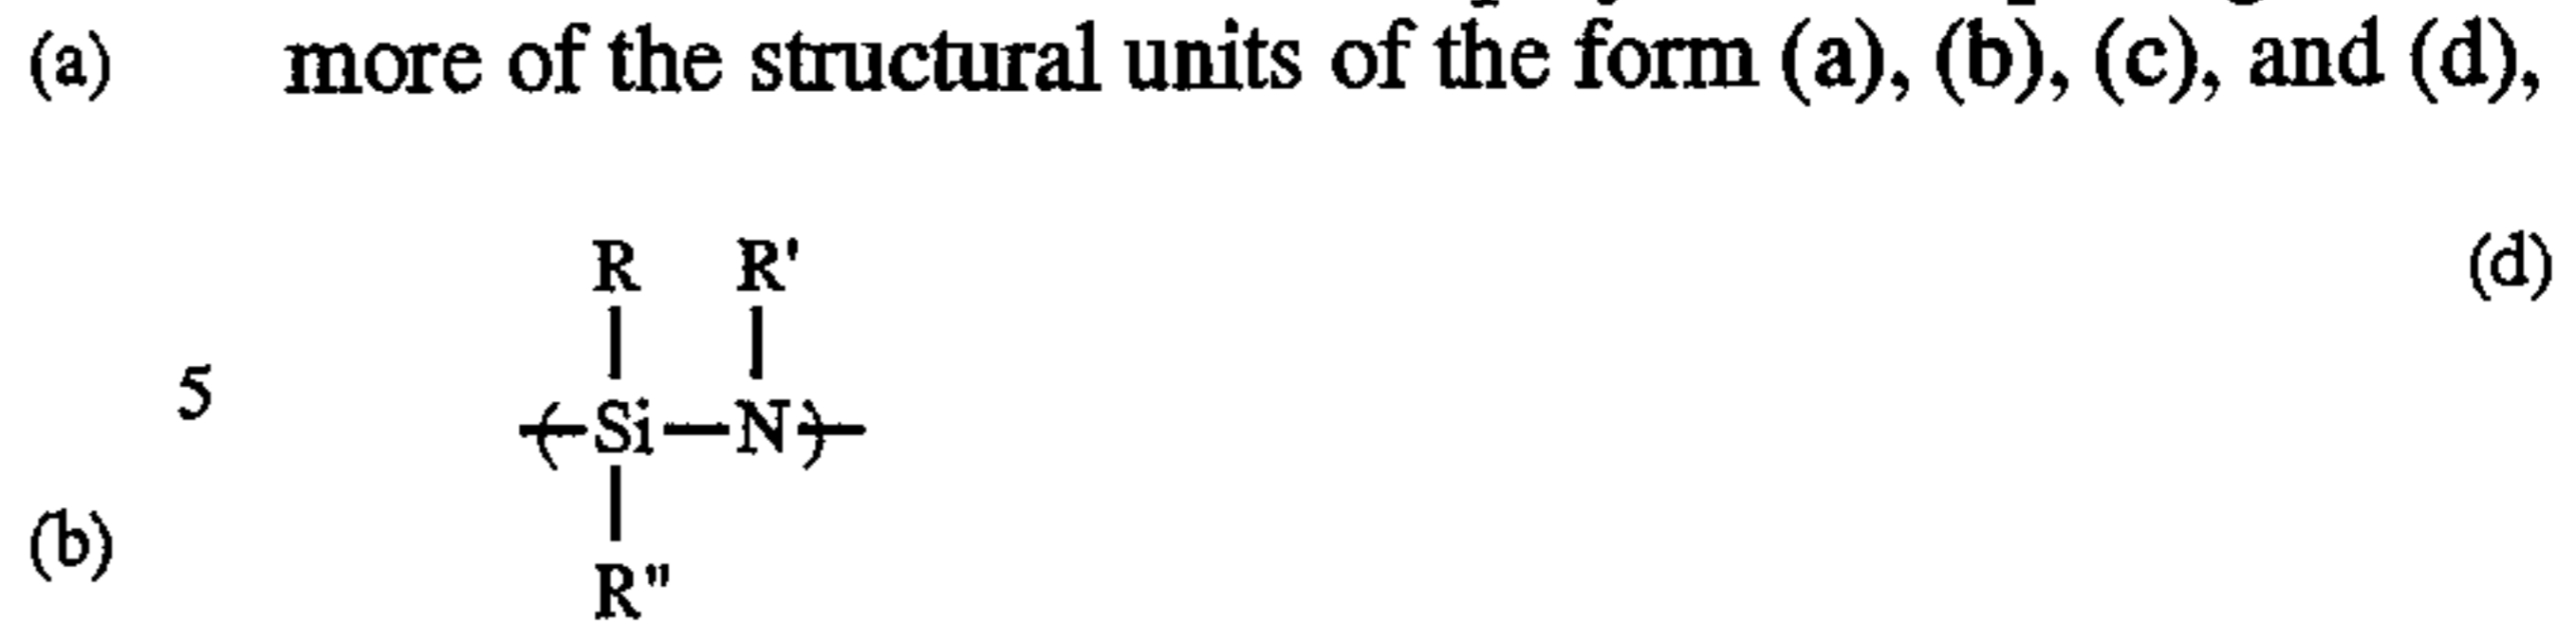 (a) more of the structural units of the form (a), (b), (c), and (d),
R R' (d)
5
Si—N
(b)
R"